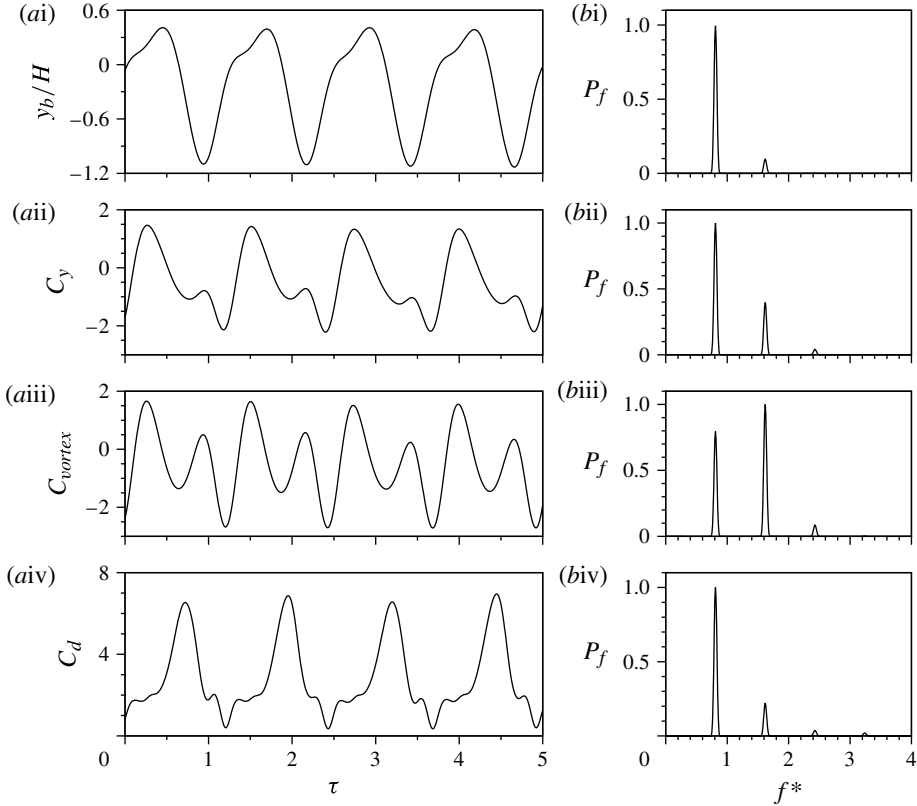 (ai)
0.6
0
−0.6
−1.2
y_b/H
(bi)
1.0
0.5
0
P_f
(aii)
2
0
−2
C_y
(bii)
1.0
0.5
0
P_f
(aiii)
2
0
−2
C_vortex
(biii)
1.0
0.5
0
P_f
(aiv)
8
4
0
C_d
1 2 3 4 5
τ
(biv)
1.0
0.5
0
P_f
1 2 3 4
f*